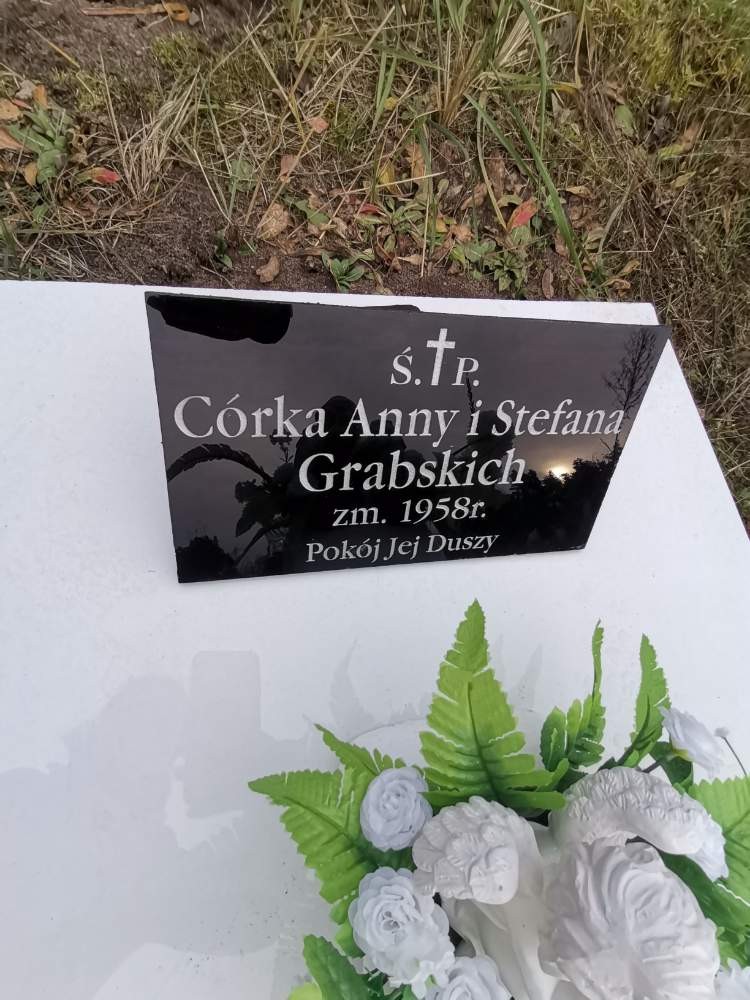 Ś.†P.
Córka Anny i Stefana
Grabskich
zm. 1958r.
Pokój Jej Duszy